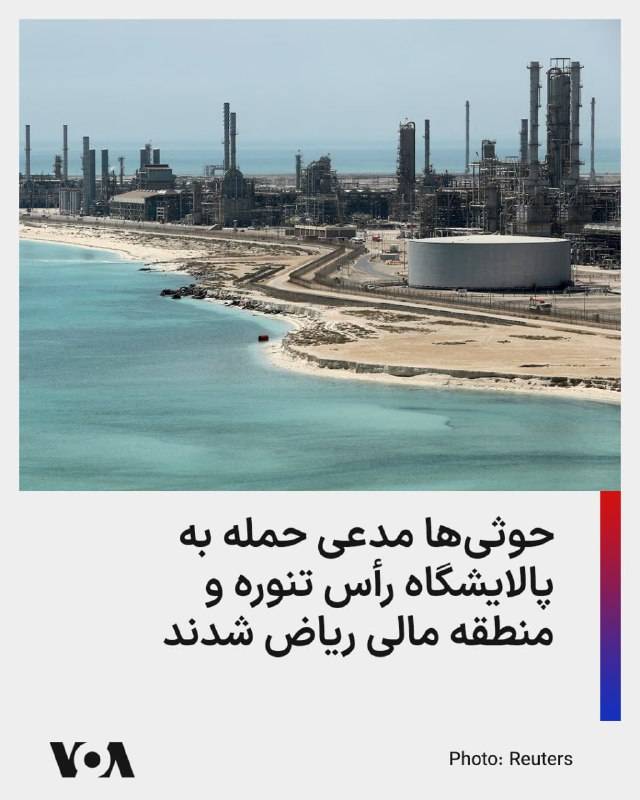 حوثی‌ها مدعی حمله به
پالایشگاه رأس تنوره و
منطقه مالی ریاض شدند
VOA
Photo: Reuters